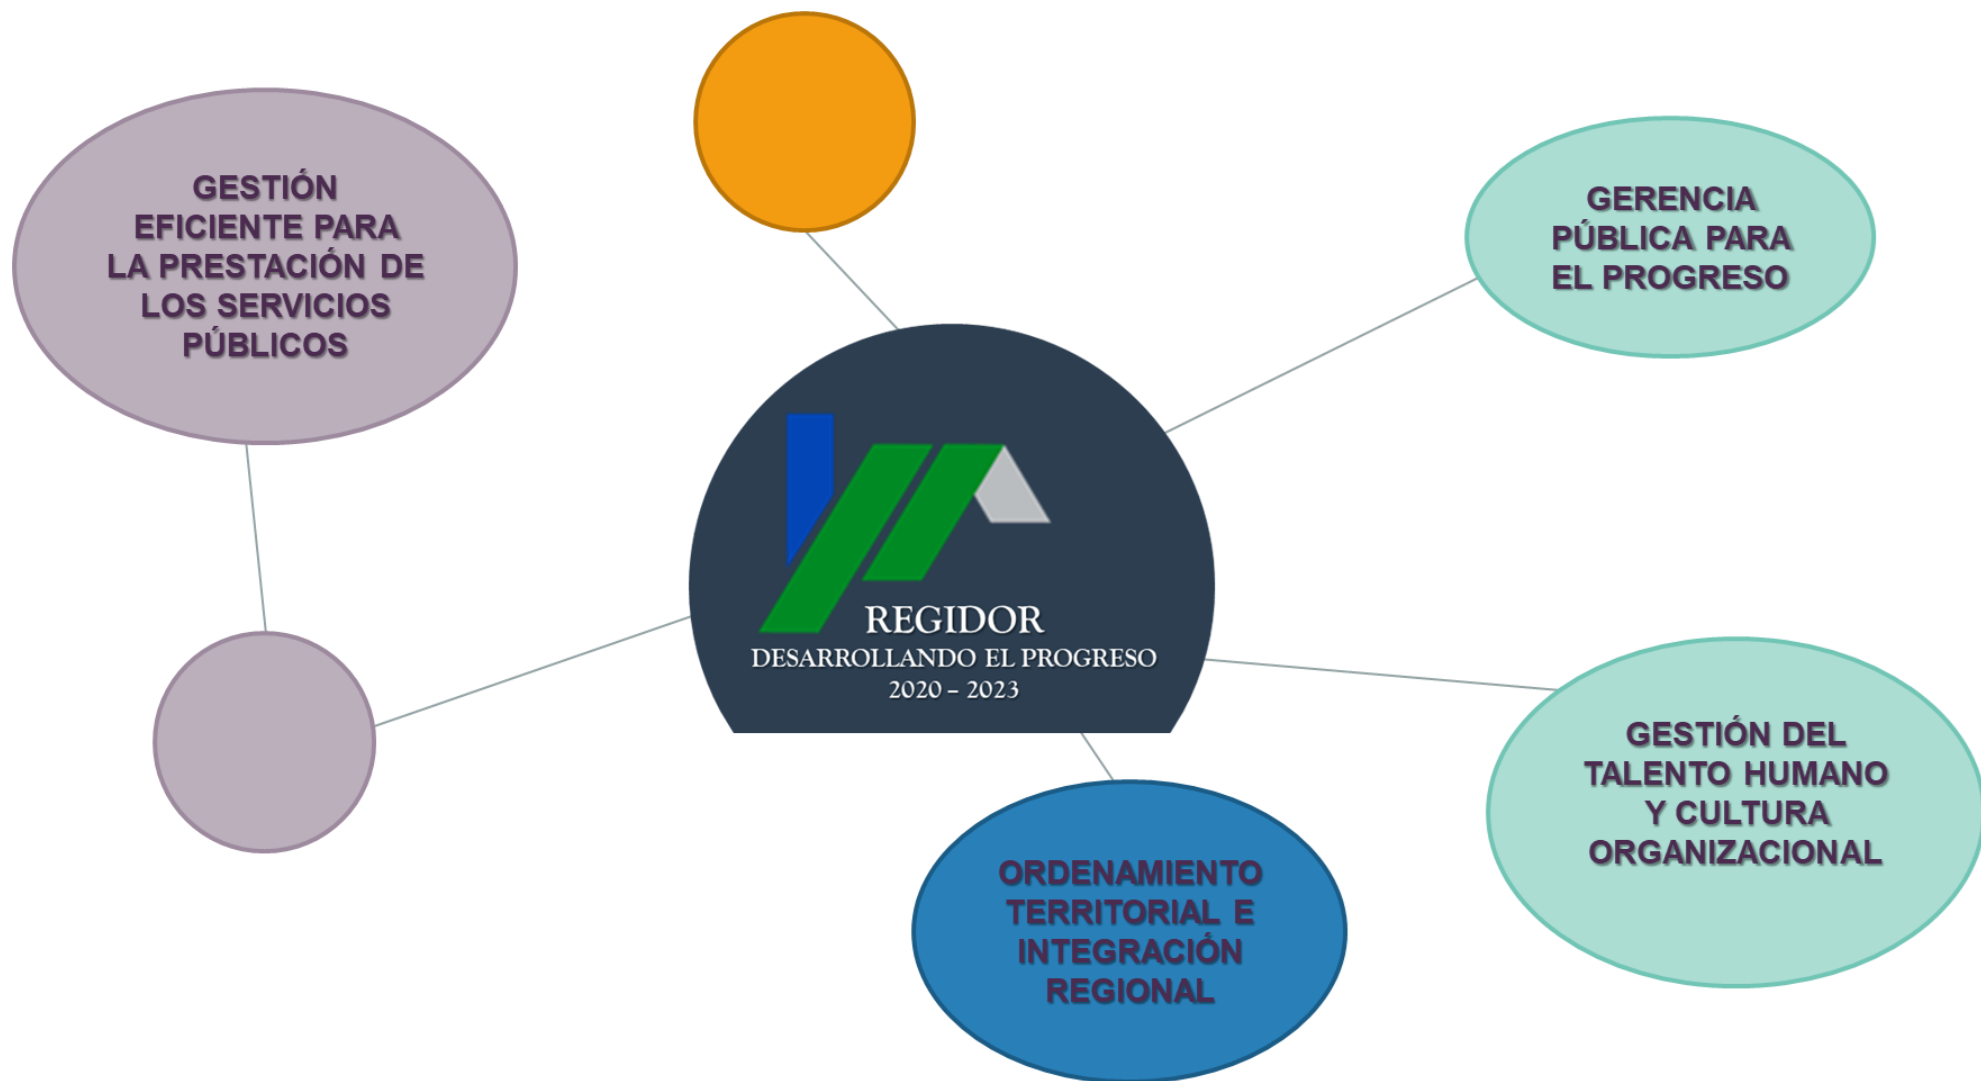 GESTIÓN
EFICIENTE PARA
LA PRESTACIÓN DE
LOS SERVICIOS
PÚBLICOS
GERENCIA
PÚBLICA PARA
EL PROGRESO
REGIDOR
DESARROLLANDO EL PROGRESO
2020 – 2023
GESTIÓN DEL
TALENTO HUMANO
Y CULTURA
ORGANIZACIONAL
ORDENAMIENTO
TERRITORIAL E
INTEGRACIÓN
REGIONAL